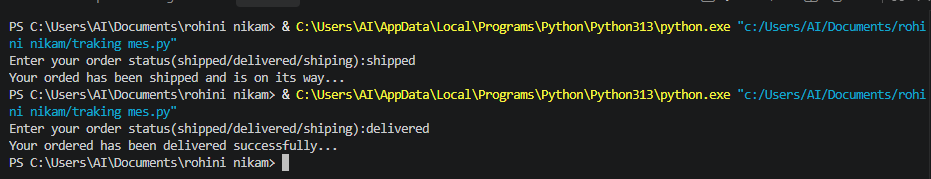 PS C:\Users\AI\Documents\rohini nikam> & C:\Users\AI\AppData\Local\Programs\Python\Python313\python.exe "c:/Users/AI/Documents/rohi
ni nikam/traking mes.py"
Enter your order status(shipped/delivered/shiping):shipped
Your orded has been shipped and is on its way...
PS C:\Users\AI\Documents\rohini nikam> & C:\Users\AI\AppData\Local\Programs\Python\Python313\python.exe "c:/Users/AI/Documents/rohi
ni nikam/traking mes.py"
Enter your order status(shipped/delivered/shiping):delivered
Your ordered has been delivered successfully...
PS C:\Users\AI\Documents\rohini nikam>